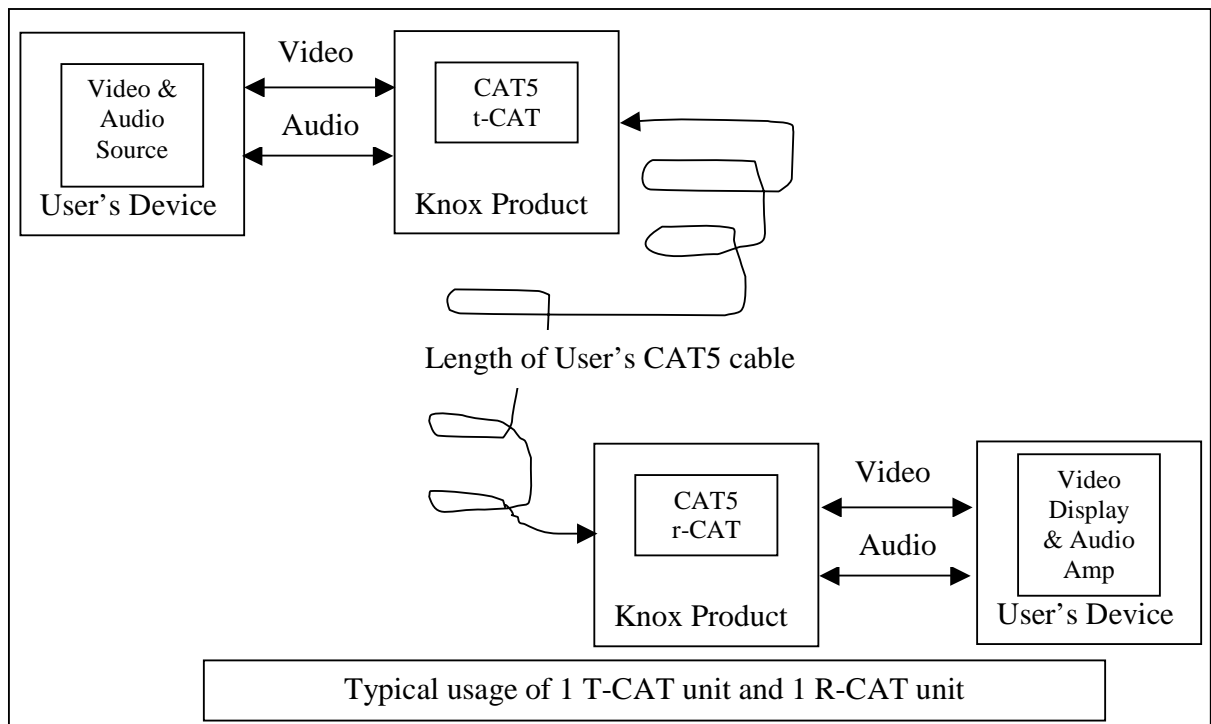 Video &
Audio
Source
User's Device
Video
Audio
CAT5
t-CAT
Knox Product
Length of User's CAT5 cable
CAT5
r-CAT
Knox Product
Video
Audio
Video
Display
& Audio
Amp
User's Device
Typical usage of 1 T-CAT unit and 1 R-CAT unit